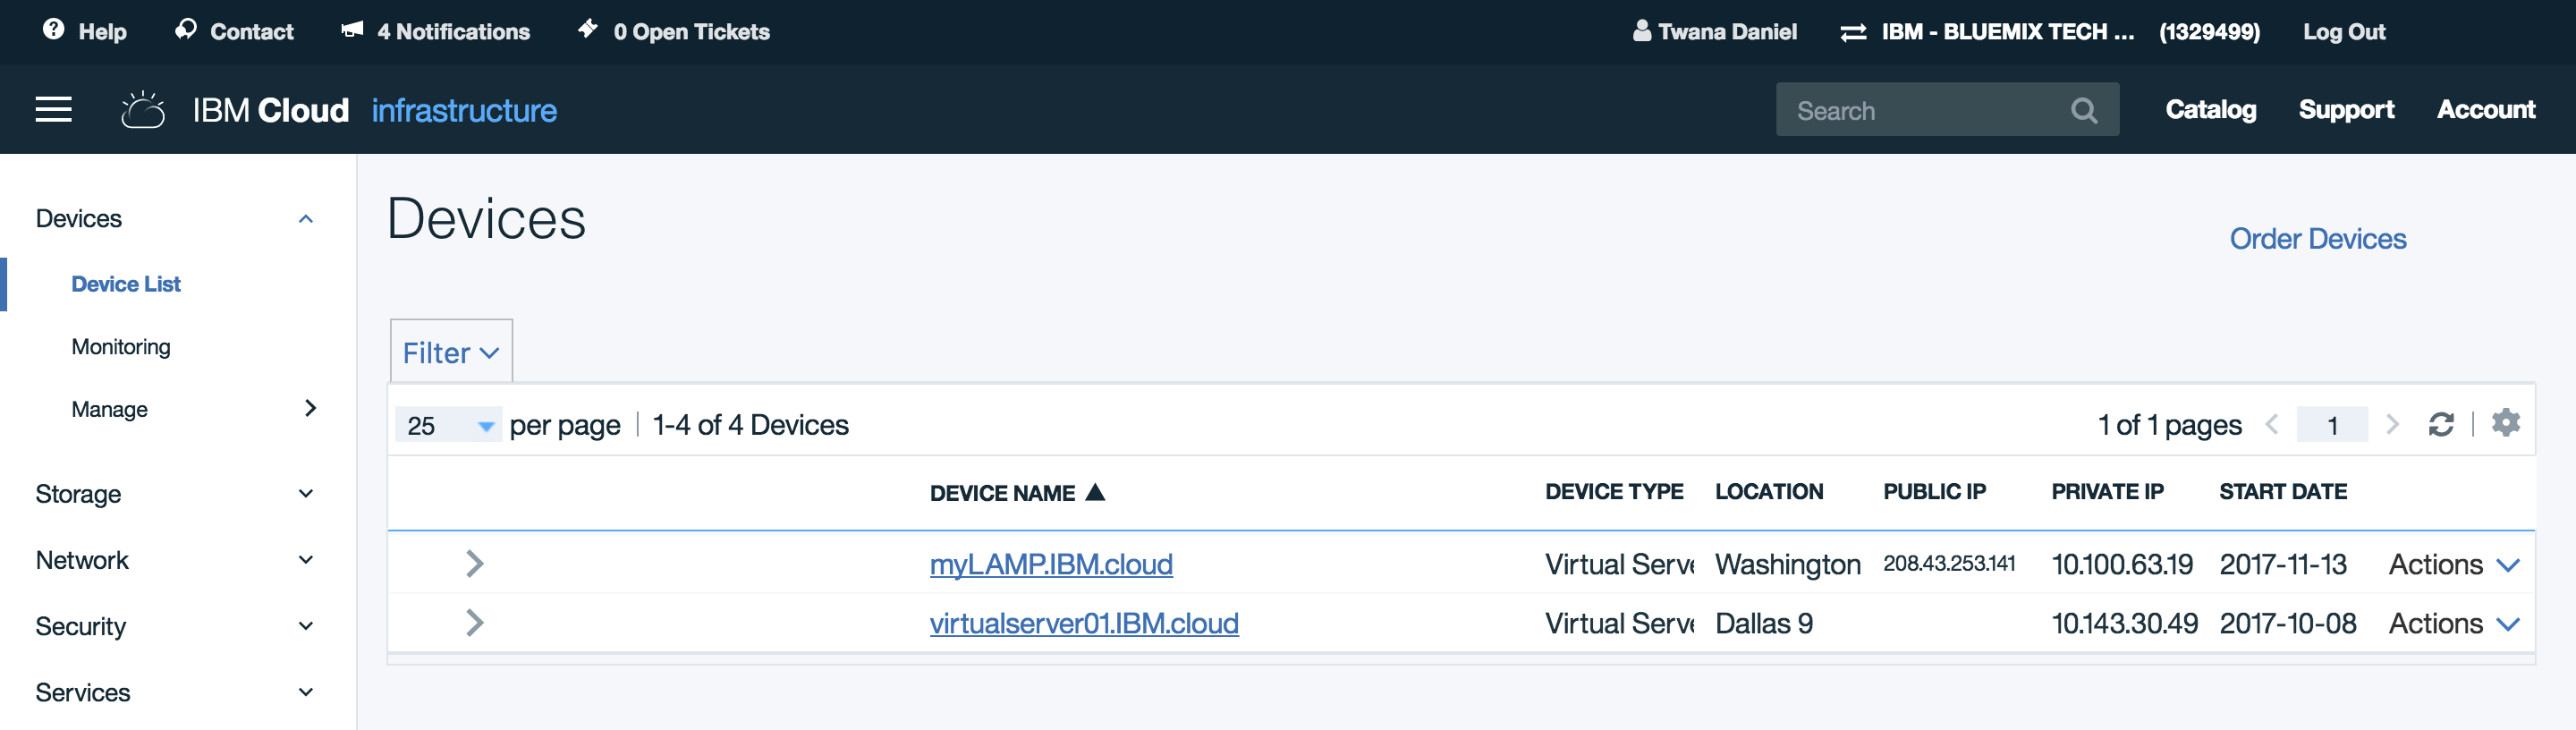 Help Contact 4 Notifications 0 Open Tickets Twana Daniel IBM - BLUEMIX TECH ... (1329499) Log Out
IBM Cloud infrastructure Search Catalog Support Account
Devices
Device List
Monitoring
Manage
Storage
Network
Security
Services
Devices
Order Devices
Filter
25 per page | 1-4 of 4 Devices 1 of 1 pages 1
DEVICE NAME DEVICE TYPE LOCATION PUBLIC IP PRIVATE IP START DATE
myLAMP.IBM.cloud Virtual Serve Washington 208.43.253.141 10.100.63.19 2017-11-13 Actions
virtualserver01.IBM.cloud Virtual Serve Dallas 9 10.143.30.49 2017-10-08 Actions